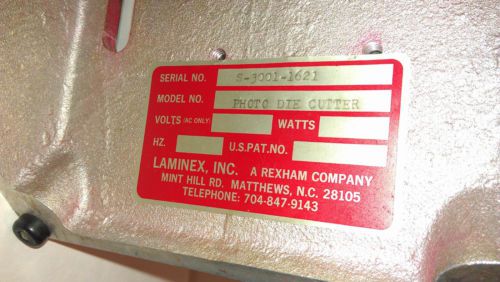 SERIAL NO. S-3001-1621
MODEL NO. PHOTO DIE CUTTER
VOLTS (AC ONLY) WATTS
HZ. U.S.PAT.NO.
LAMINEX, INC. A REXHAM COMPANY
MINT HILL RD. MATTHEWS, N.C. 28105
TELEPHONE: 704-847-9143